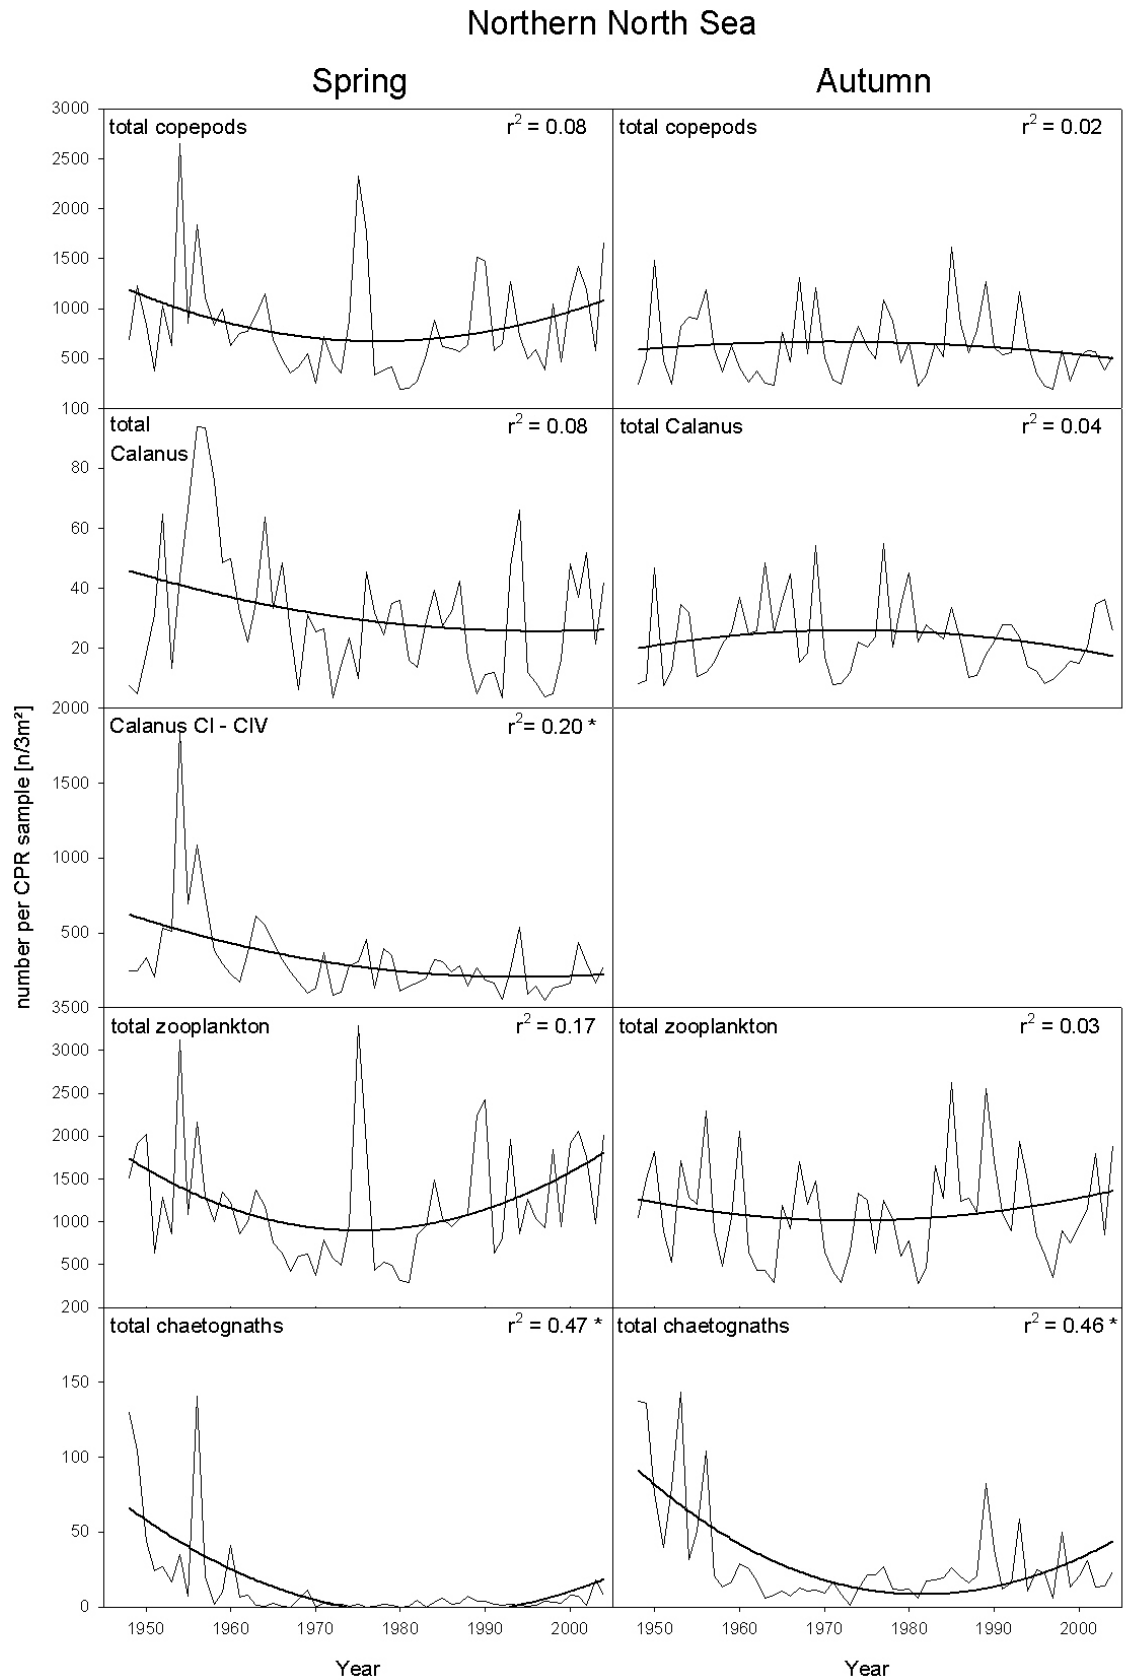 Northern North Sea
Spring
Autumn
3000
total copepods
r² = 0.08
total copepods
r² = 0.02
2500
2000
1500
1000
500
100
total
Calanus
r² = 0.08
total Calanus
r² = 0.04
80
60
40
20
number per CPR sample [n/3m²]
2000
Calanus CI - CIV
r²= 0.20 *
1500
1000
500
3500
total zooplankton
r² = 0.17
total zooplankton
r² = 0.03
3000
2500
2000
1500
1000
500
200
total chaetognaths
r² = 0.47 *
total chaetognaths
r² = 0.46 *
150
100
50
0
1950 1960 1970 1980 1990 2000 1950 1960 1970 1980 1990 2000
Year
Year